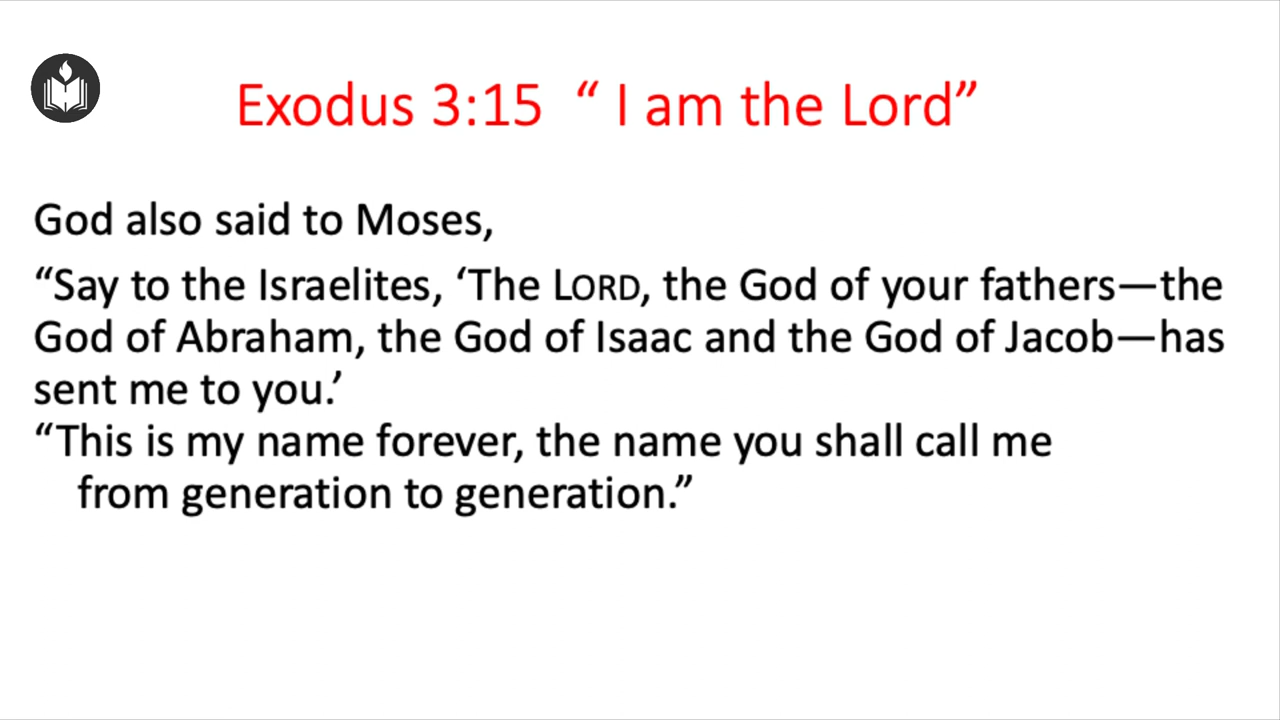 Exodus 3:15  “ I am the Lord”
God also said to Moses,
“Say to the Israelites, ‘The LORD, the God of your fathers—the
God of Abraham, the God of Isaac and the God of Jacob—has
sent me to you.’
“This is my name forever, the name you shall call me
from generation to generation.”